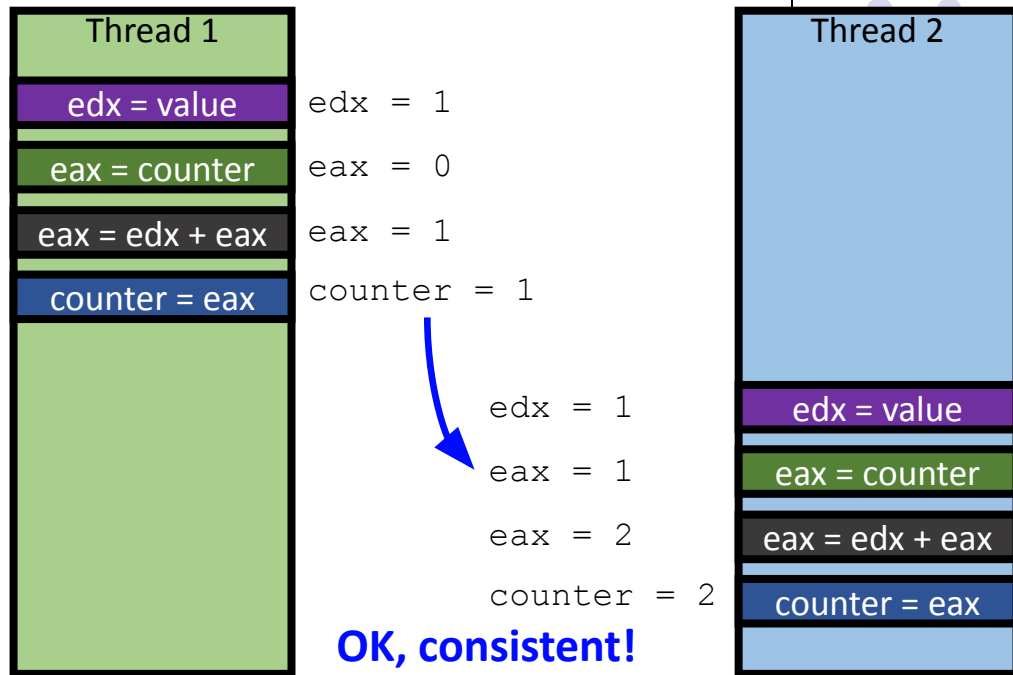 Thread 1
Thread 2
edx = value
edx = 1
eax = counter
eax = 0
eax = edx + eax
eax = 1
counter = eax
counter = 1
edx = 1
edx = value
eax = 1
eax = counter
eax = 2
eax = edx + eax
counter = 2
counter = eax
OK, consistent!